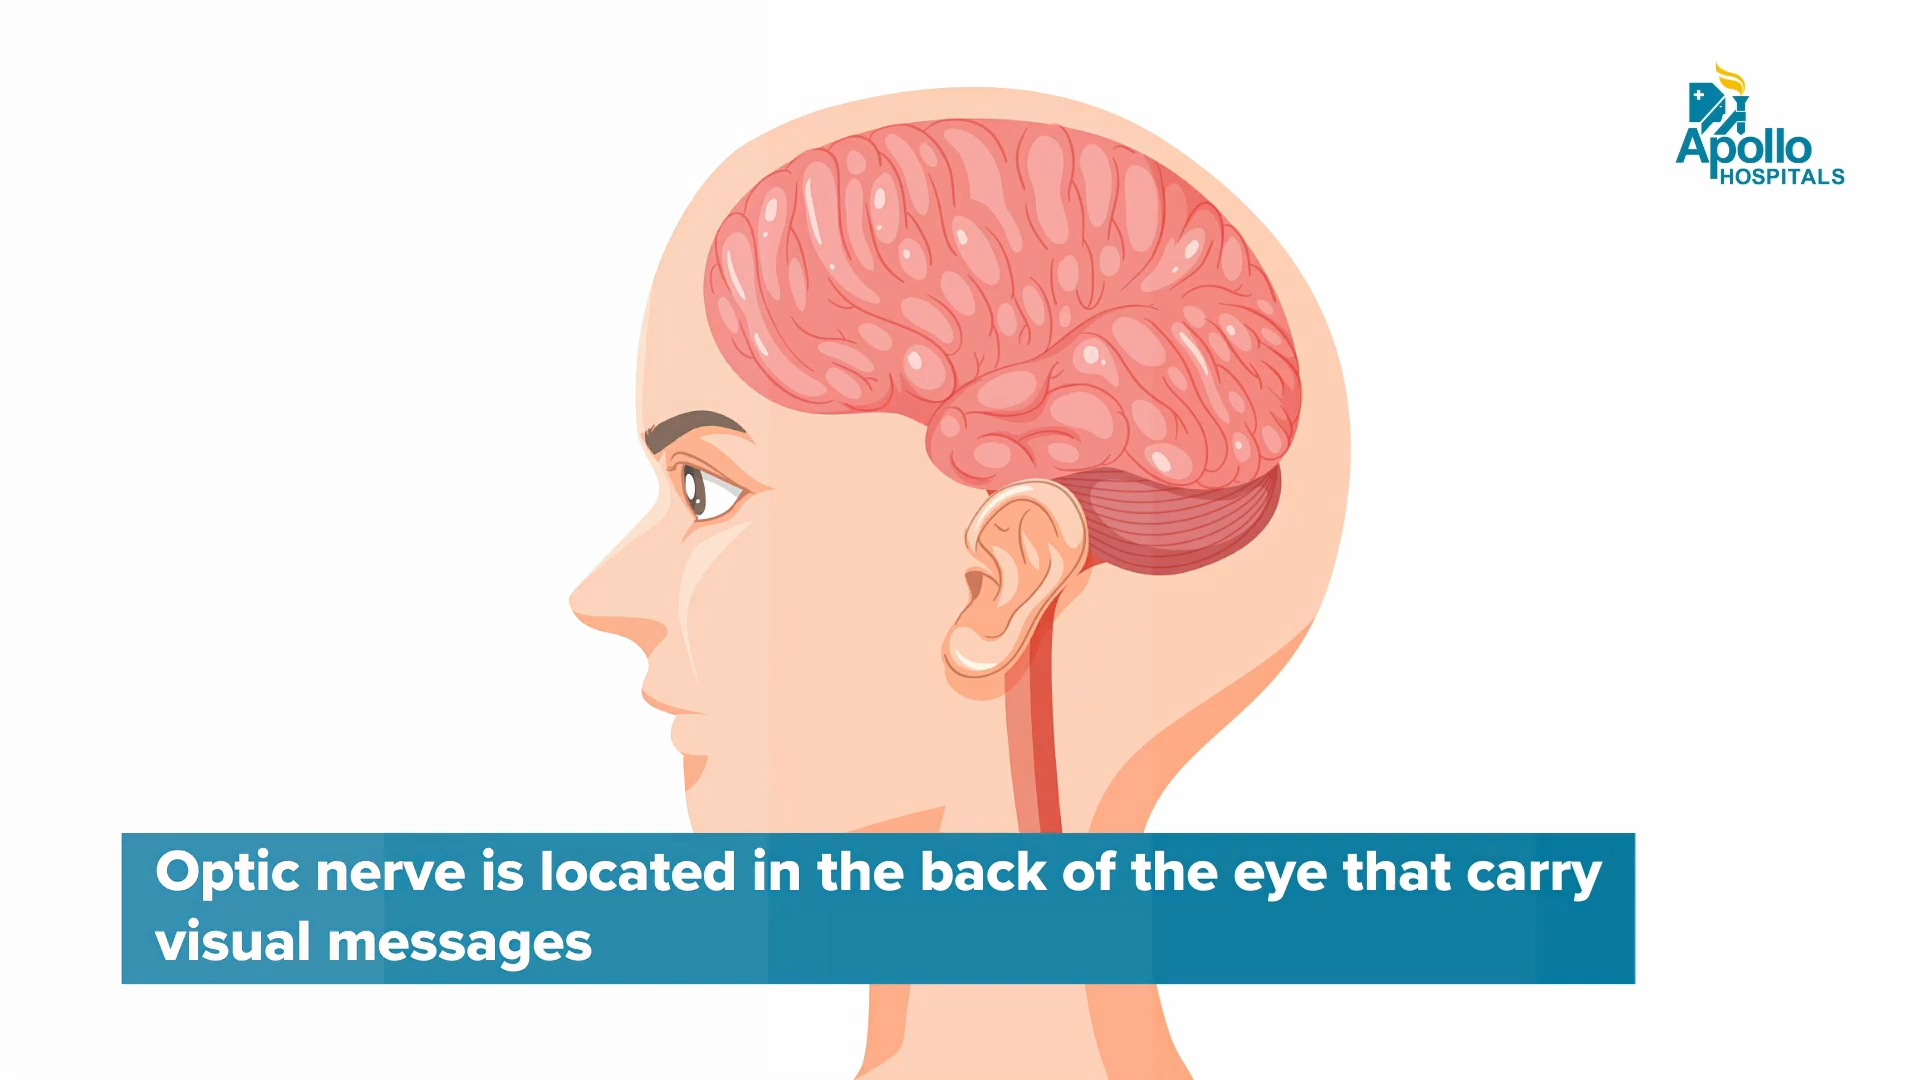 Apollo
HOSPITALS
Optic nerve is located in the back of the eye that carry
visual messages